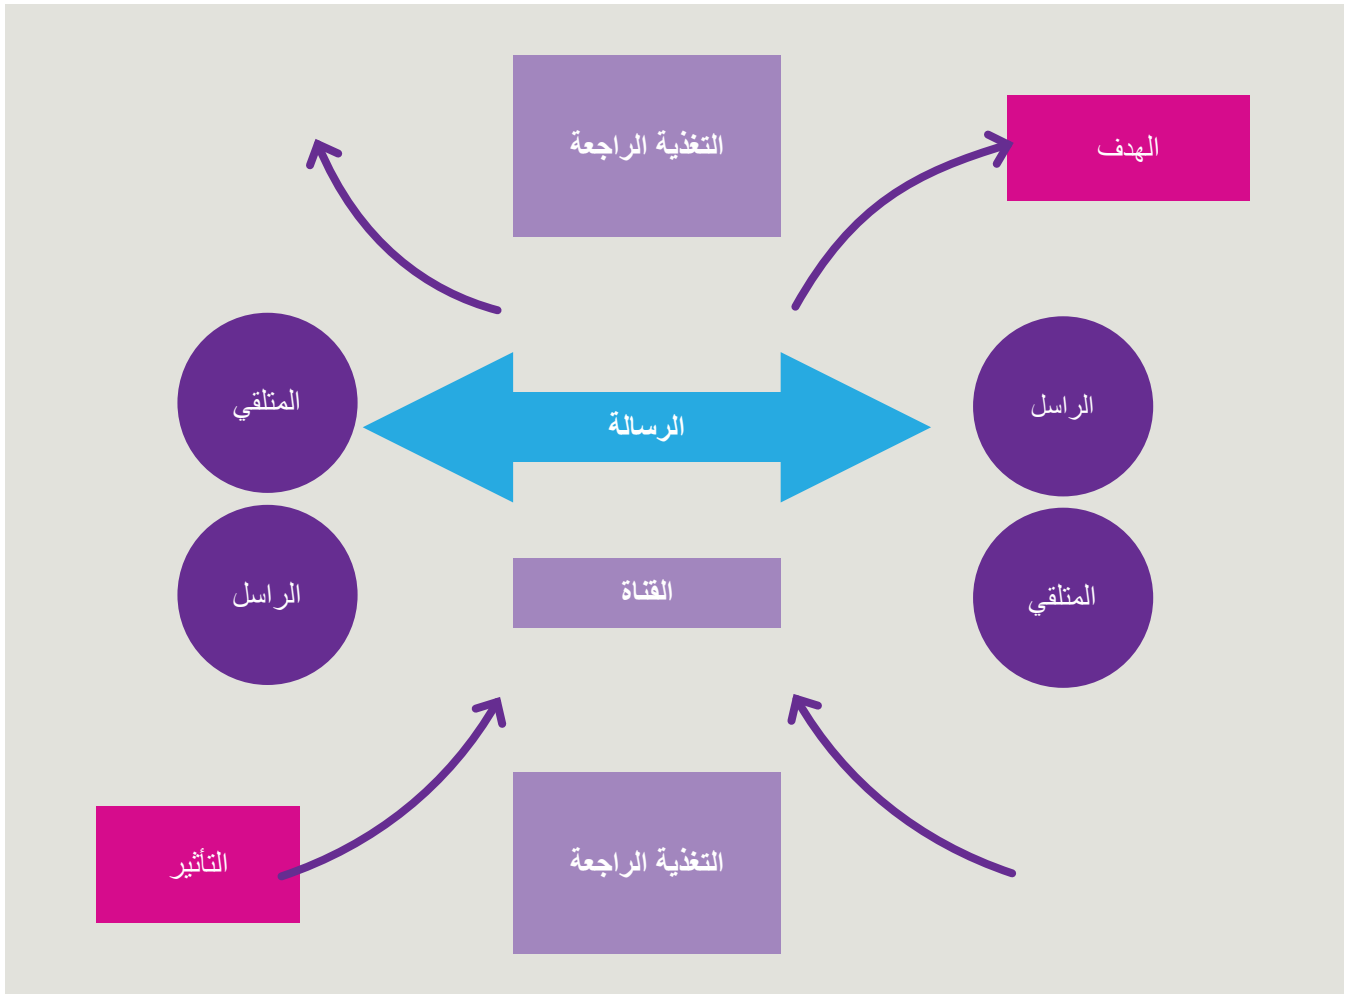 التغذية الراجعة
الهدف
الراسل
الرسالة
المتلقي
المتلقي
القناة
الراسل
التغذية الراجعة
التأثير